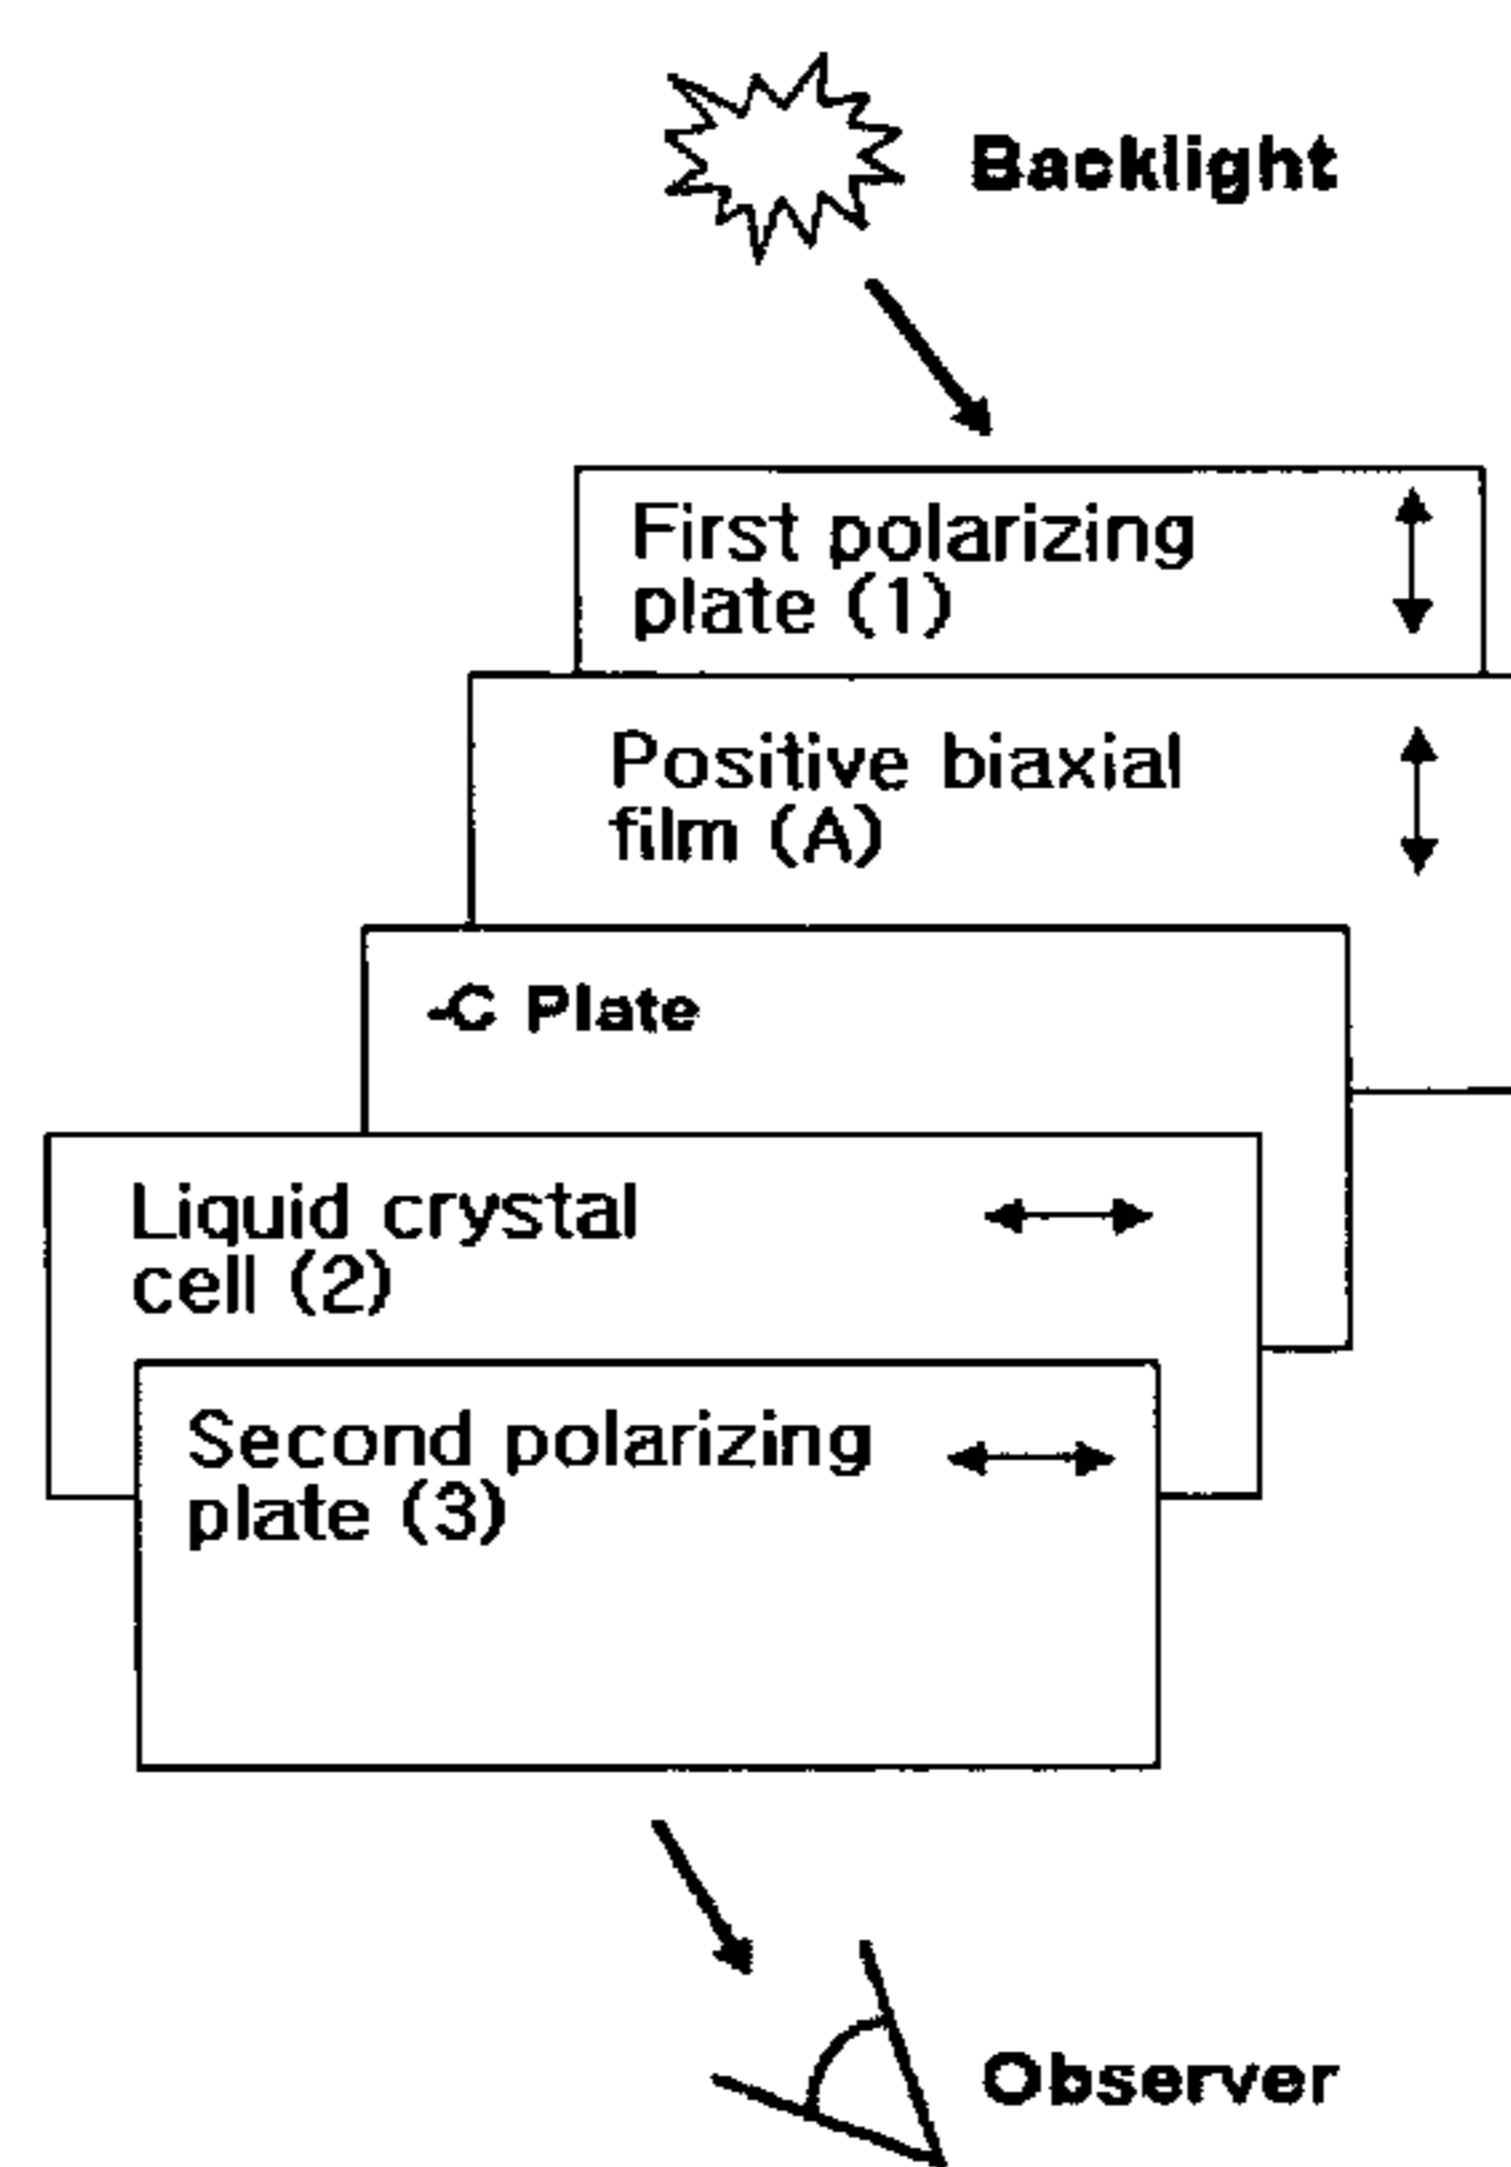 Backlight
First polarizing
plate (1)
Positive biaxial
film (A)
-C Plate
Liquid crystal
cell (2)
Second polarizing
plate (3)
Observer